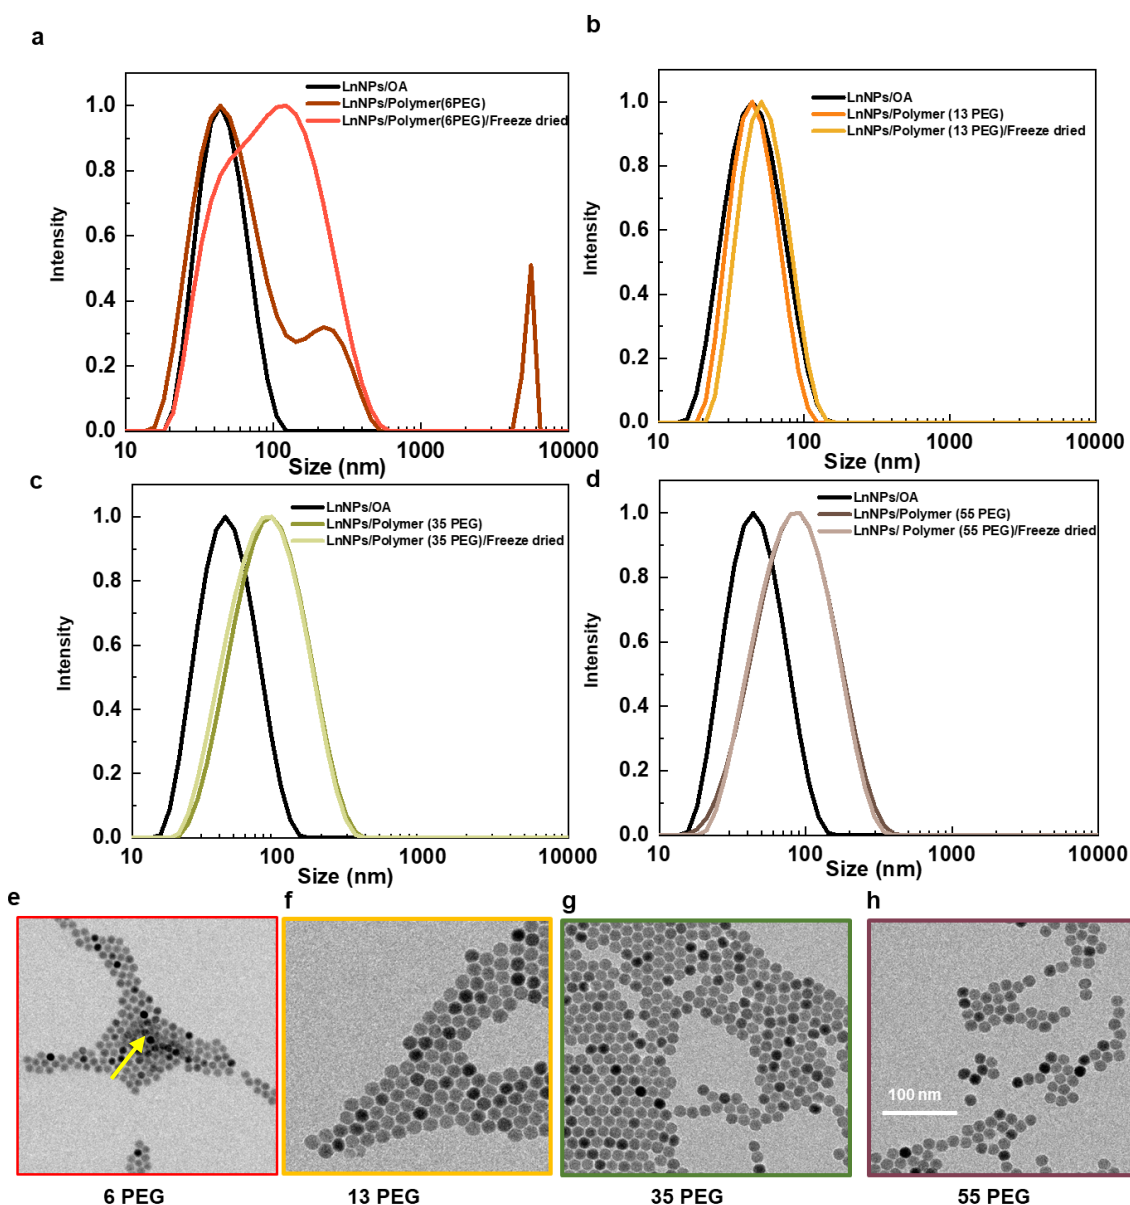 a
LnNPs/OA
LnNPs/Polymer(6PEG)
LnNPs/Polymer(6PEG)/Freeze dried
1.0
0.8
0.6
0.4
0.2
0.0
Intensity
10
100
1000
10000
Size (nm)
b
LnNPs/OA
LnNPs/Polymer (13 PEG)
LnNPs/Polymer (13 PEG)/Freeze dried
1.0
0.8
0.6
0.4
0.2
0.0
Intensity
10
100
1000
10000
Size (nm)
c
LnNPs/OA
LnNPs/Polymer (35 PEG)
LnNPs/Polymer (35 PEG)/Freeze dried
1.0
0.8
0.6
0.4
0.2
0.0
Intensity
10
100
1000
10000
Size (nm)
d
LnNPs/OA
LnNPs/Polymer (55 PEG)
LnNPs/ Polymer (55 PEG)/Freeze dried
1.0
0.8
0.6
0.4
0.2
0.0
Intensity
10
100
1000
10000
Size (nm)
e
6 PEG
f
13 PEG
g
35 PEG
h
100 nm
55 PEG